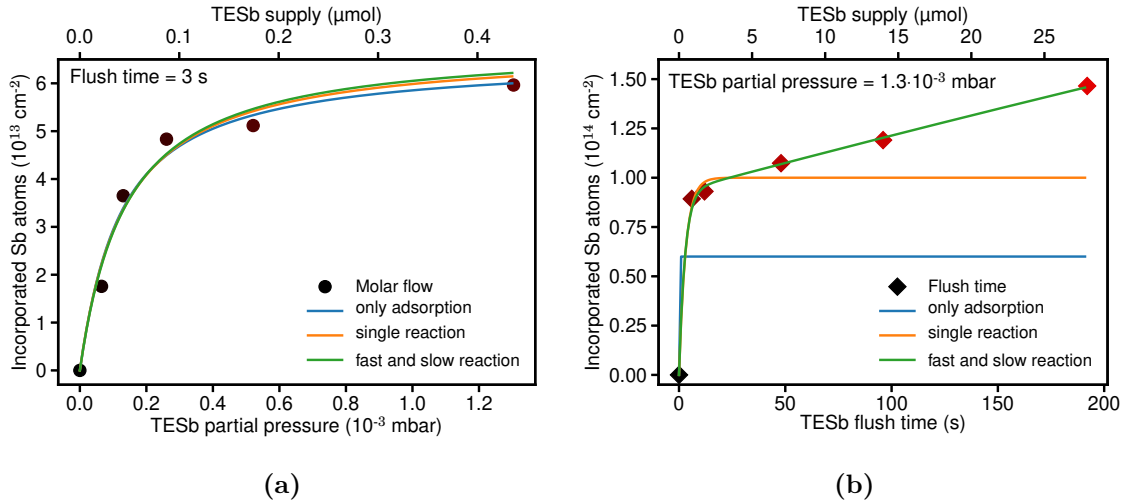 TESb supply (μmol)
0.0 0.1 0.2 0.3 0.4
Flush time = 3 s
Incorporated Sb atoms (10¹³ cm⁻²)
6
5
4
3
2
1
0
Molar flow
only adsorption
single reaction
fast and slow reaction
0.0 0.2 0.4 0.6 0.8 1.0 1.2
TESb partial pressure (10⁻³ mbar)
(a)
TESb supply (μmol)
0 5 10 15 20 25
TESb partial pressure = 1.3·10⁻³ mbar
Incorporated Sb atoms (10¹⁴ cm⁻²)
1.50
1.25
1.00
0.75
0.50
0.25
0.00
Flush time
only adsorption
single reaction
fast and slow reaction
0 50 100 150 200
TESb flush time (s)
(b)